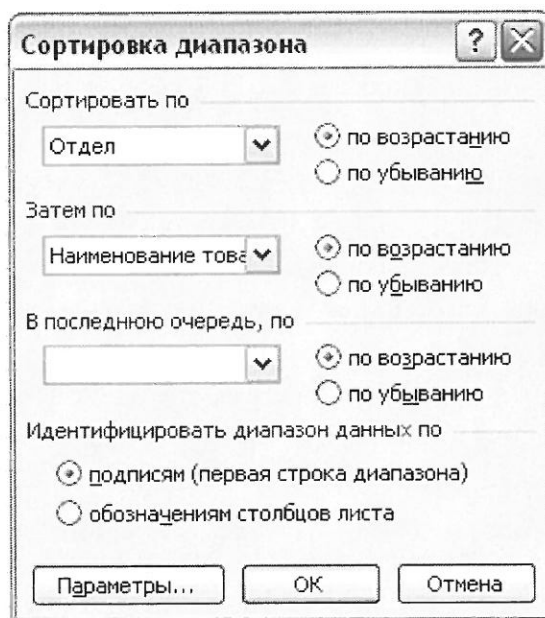 Сортировка диапазона
Сортировать по
Отдел
по возрастанию
по убыванию
Затем по
Наименование това
по возрастанию
по убыванию
В последнюю очередь, по
по возрастанию
по убыванию
Идентифицировать диапазон данных по
подписям (первая строка диапазона)
обозначениям столбцов листа
Параметры... ОК Отмена